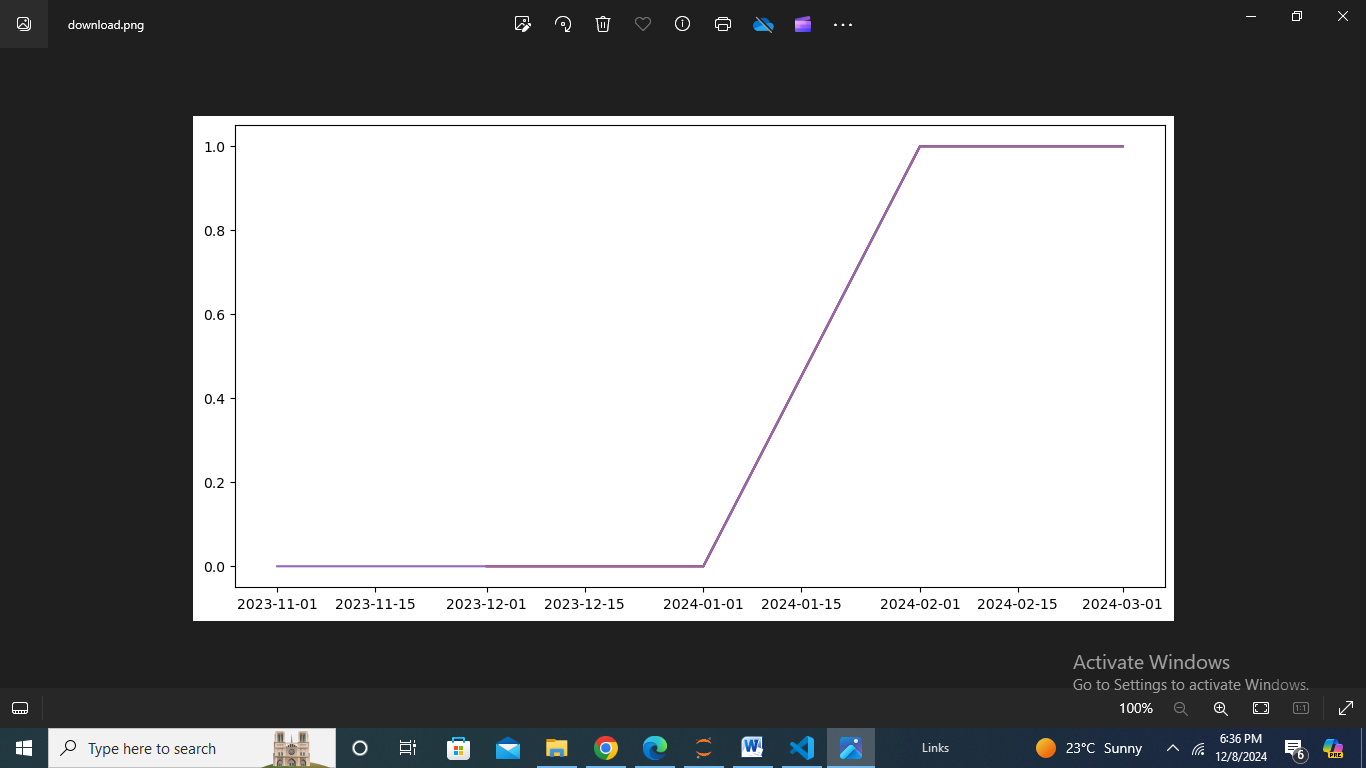 download.png
1.0
0.8
0.6
0.4
0.2
0.0
2023-11-01 2023-11-15 2023-12-01 2023-12-15 2024-01-01 2024-01-15 2024-02-01 2024-02-15 2024-03-01
Activate Windows
Go to Settings to activate Windows.
100%
1:1
Type here to search
Links
23°C Sunny
6:36 PM
12/8/2024
6
PRE